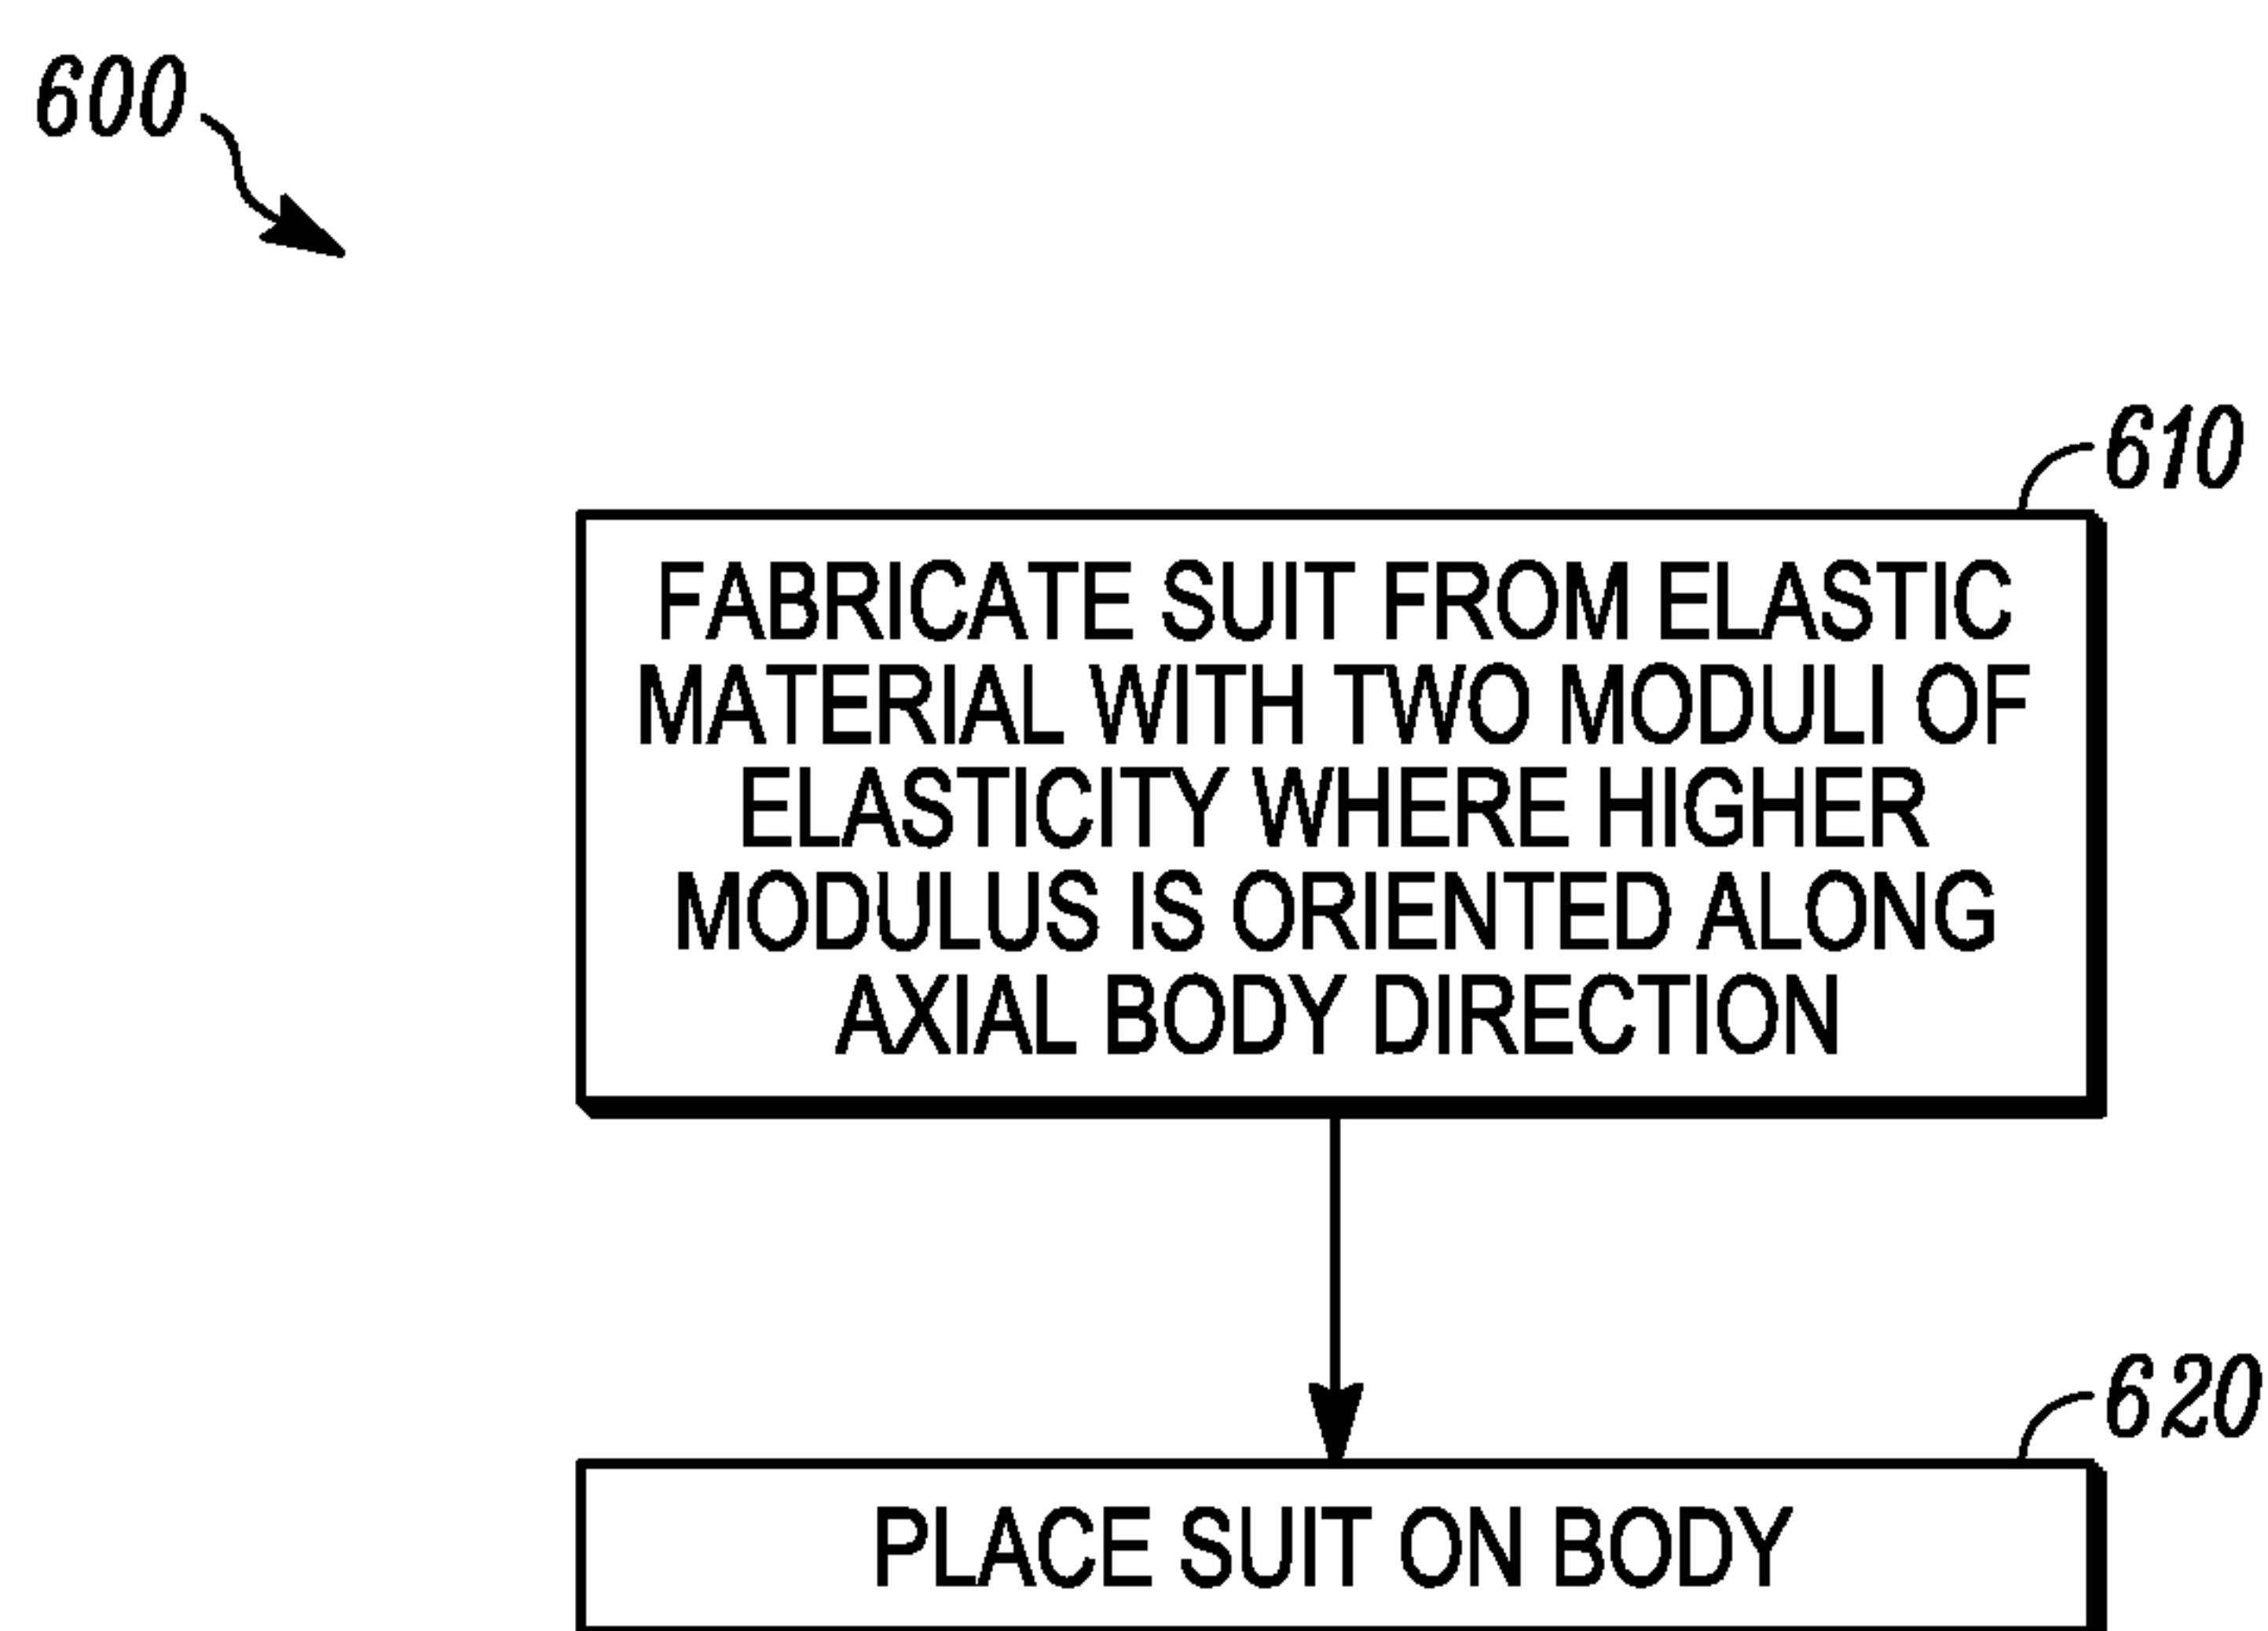 600
610
FABRICATE SUIT FROM ELASTIC
MATERIAL WITH TWO MODULI OF
ELASTICITY WHERE HIGHER
MODULUS IS ORIENTED ALONG
AXIAL BODY DIRECTION
620
PLACE SUIT ON BODY